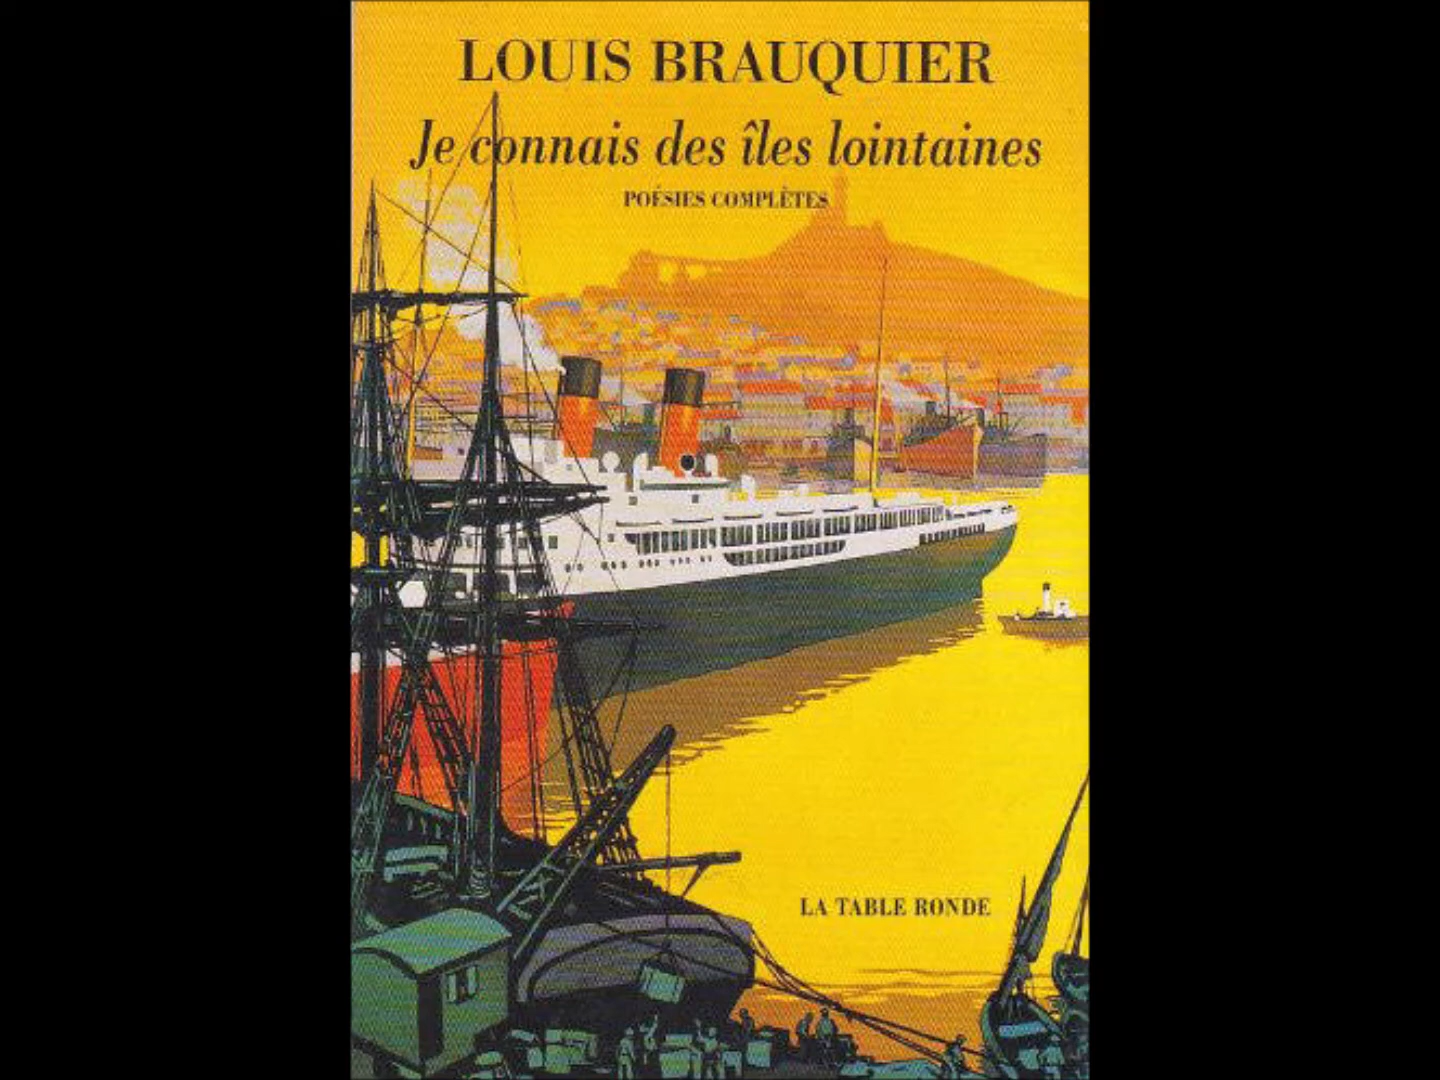 LOUIS BRAUQUIER
Je connais des îles lointaines
POÉSIES COMPLÈTES
LA TABLE RONDE